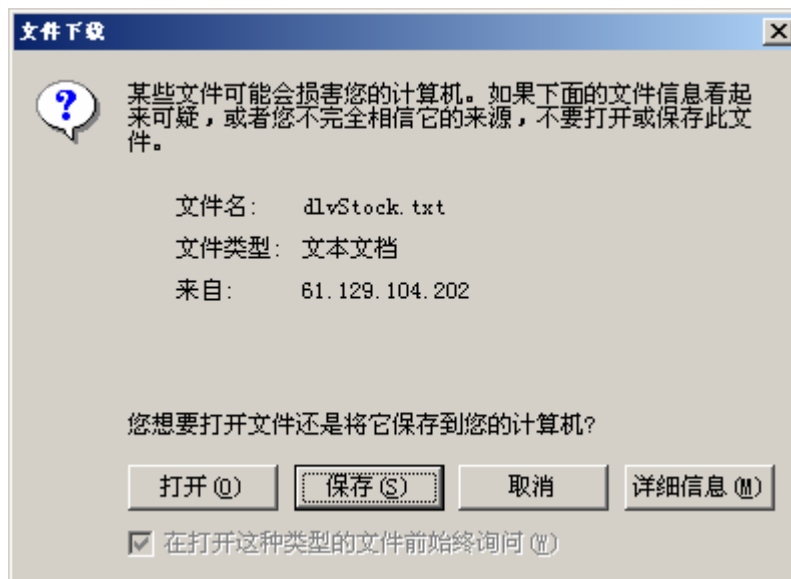 文件下载
某些文件可能会损害您的计算机。如果下面的文件信息看起
来可疑，或者您不完全相信它的来源，不要打开或保存此文
件。
文件名: dlvStock.txt
文件类型: 文本文档
来自: 61.129.104.202
您想要打开文件还是将它保存到您的计算机?
打开(O) 保存(S) 取消 详细信息(M)
在打开这种类型的文件前始终询问(W)